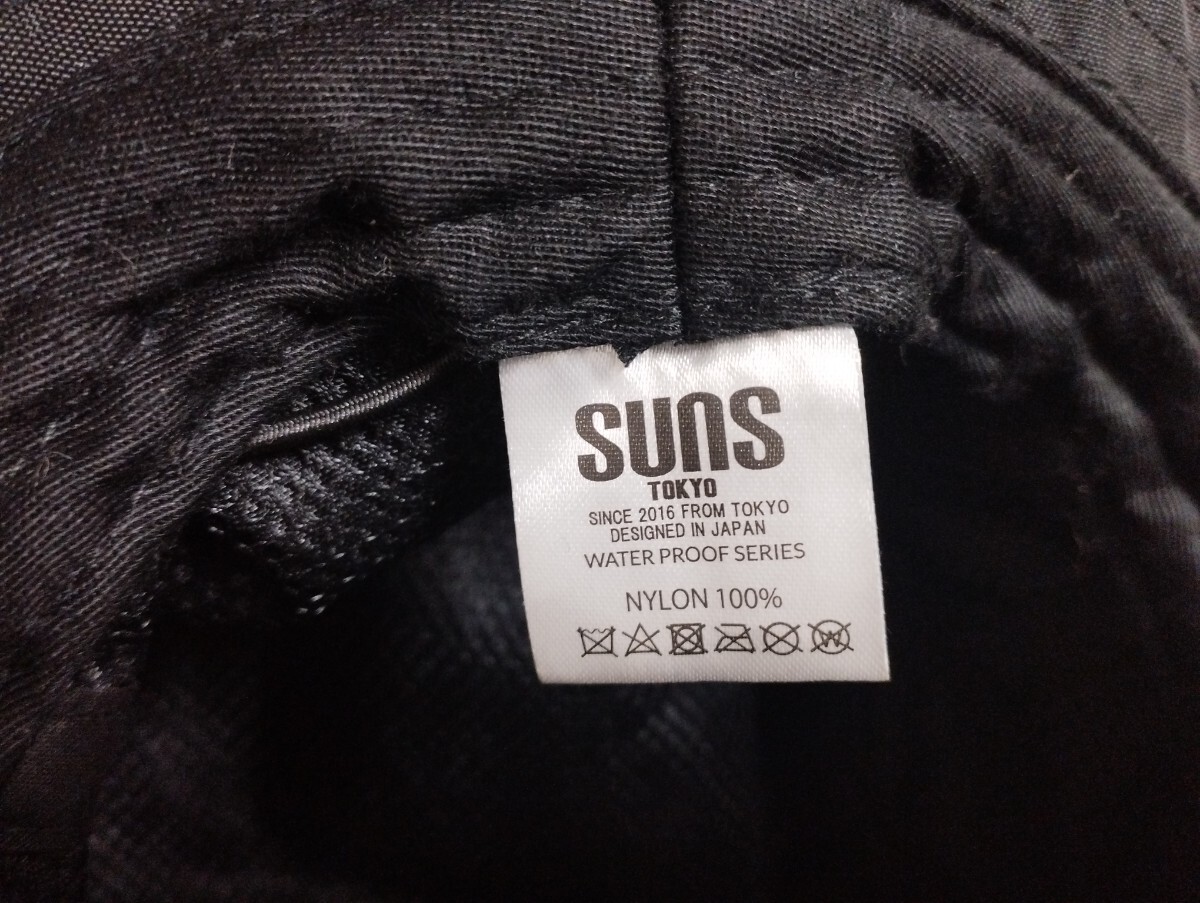 SUNS
TOKYO
SINCE 2016 FROM TOKYO
DESIGNED IN JAPAN
WATER PROOF SERIES
NYLON 100%
W